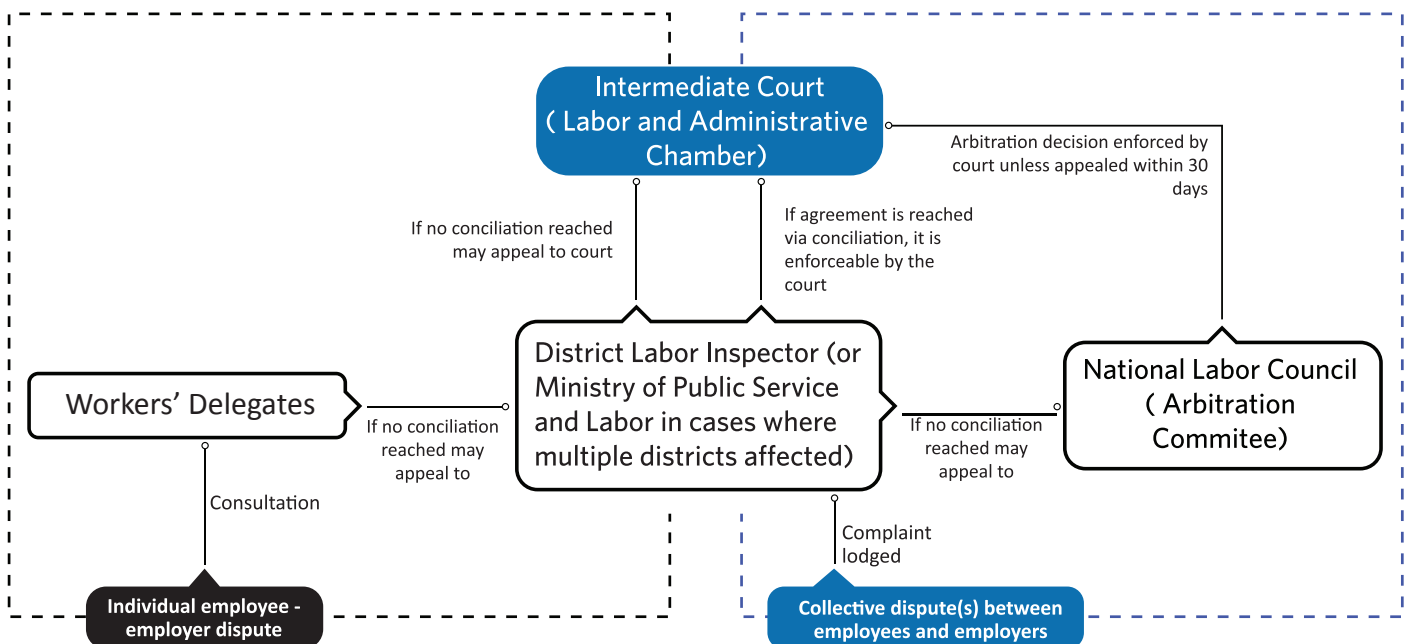 Intermediate Court
( Labor and Administrative
Chamber)
Arbitration decision enforced by
court unless appealed within 30
days
If no conciliation reached
may appeal to court
If agreement is reached
via conciliation, it is
enforceable by the
court
Workers’ Delegates
If no conciliation
reached may
appeal to
District Labor Inspector (or
Ministry of Public Service
and Labor in cases where
multiple districts affected)
If no conciliation
reached may
appeal to
National Labor Council
( Arbitration
Commitee)
Consultation
Complaint
lodged
Individual employee -
employer dispute
Collective dispute(s) between
employees and employers